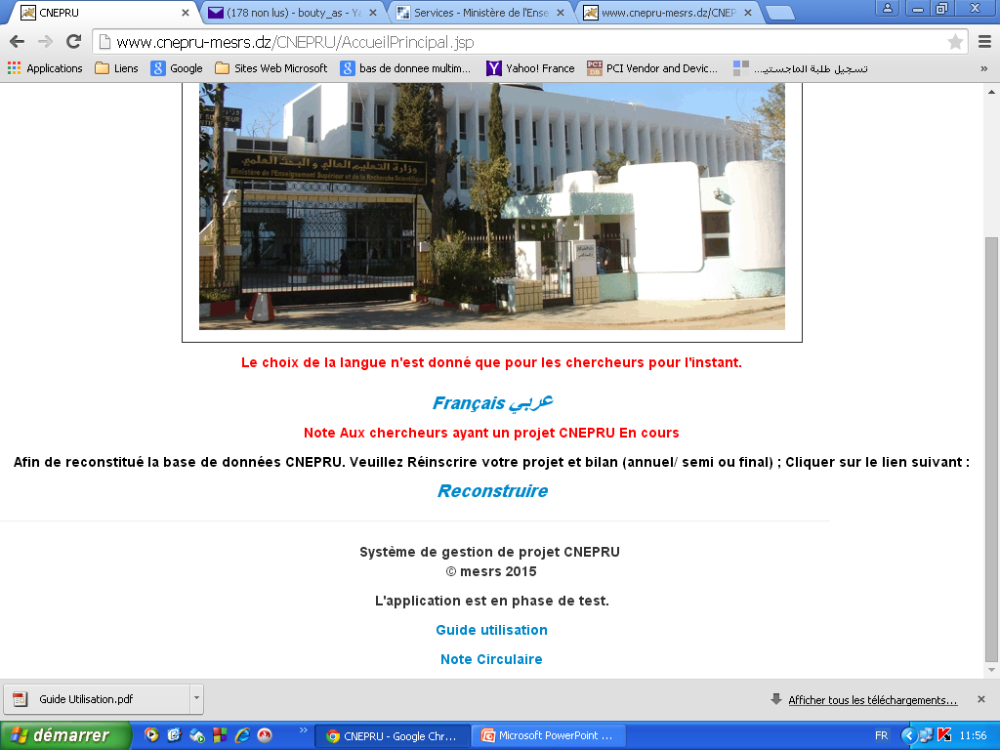 CNEPRU
(178 non lus) - bouty_as - Ya
Services - Ministère de l'Ense
www.cnepru-mesrs.dz/CNEP
www.cnepru-mesrs.dz/CNEPRU/AccueilPrincipal.jsp
Applications
Liens
Google
Sites Web Microsoft
bas de donnee multim...
Yahoo! France
PCI Vendor and Devic...
تسجيل طلبة الماجستيـ...
»
وزارة التعليم العالي و البحث العلمي
Ministère de l'Enseignement Supérieur et de la Recherche Scientifique
Le choix de la langue n'est donné que pour les chercheurs pour l'instant.
Français عربي
Note Aux chercheurs ayant un projet CNEPRU En cours
Afin de reconstitué la base de données CNEPRU. Veuillez Réinscrire votre projet et bilan (annuel/ semi ou final) ; Cliquer sur le lien suivant :
Reconstruire
Système de gestion de projet CNEPRU
© mesrs 2015
L'application est en phase de test.
Guide utilisation
Note Circulaire
Guide Utilisation.pdf
Afficher tous les téléchargements...
démarrer
»
CNEPRU - Google Chr...
Microsoft PowerPoint ...
FR
11:56